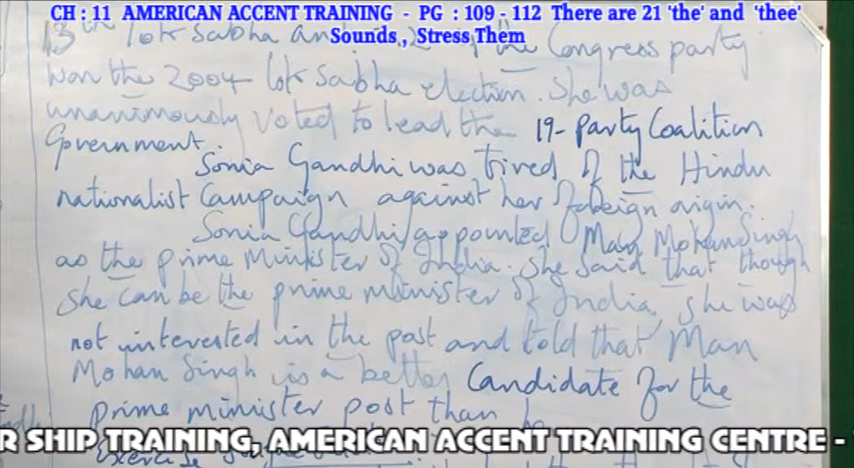 CH : 11 AMERICAN ACCENT TRAINING - PG : 109 - 112 There are 21 'the' and 'thee'
Sounds , Stress Them
13th lok Sabha and the Congress party
won the 2004 lok Sabha election. She was
unanimously voted to lead the 19-Party Coalition
Government.
Sonia Gandhi was tired of the Hindu
nationalist Campaign against her foreign origin.
Sonia Gandhi appointed Man Mohan Singh
as the prime minister of India. She said that though
she can be the prime minister of India, she was
not interested in the post and told that Man
Mohan Singh is a better Candidate for the
prime minister post than
R SHIP TRAINING, AMERICAN ACCENT TRAINING CENTRE -
Exercise